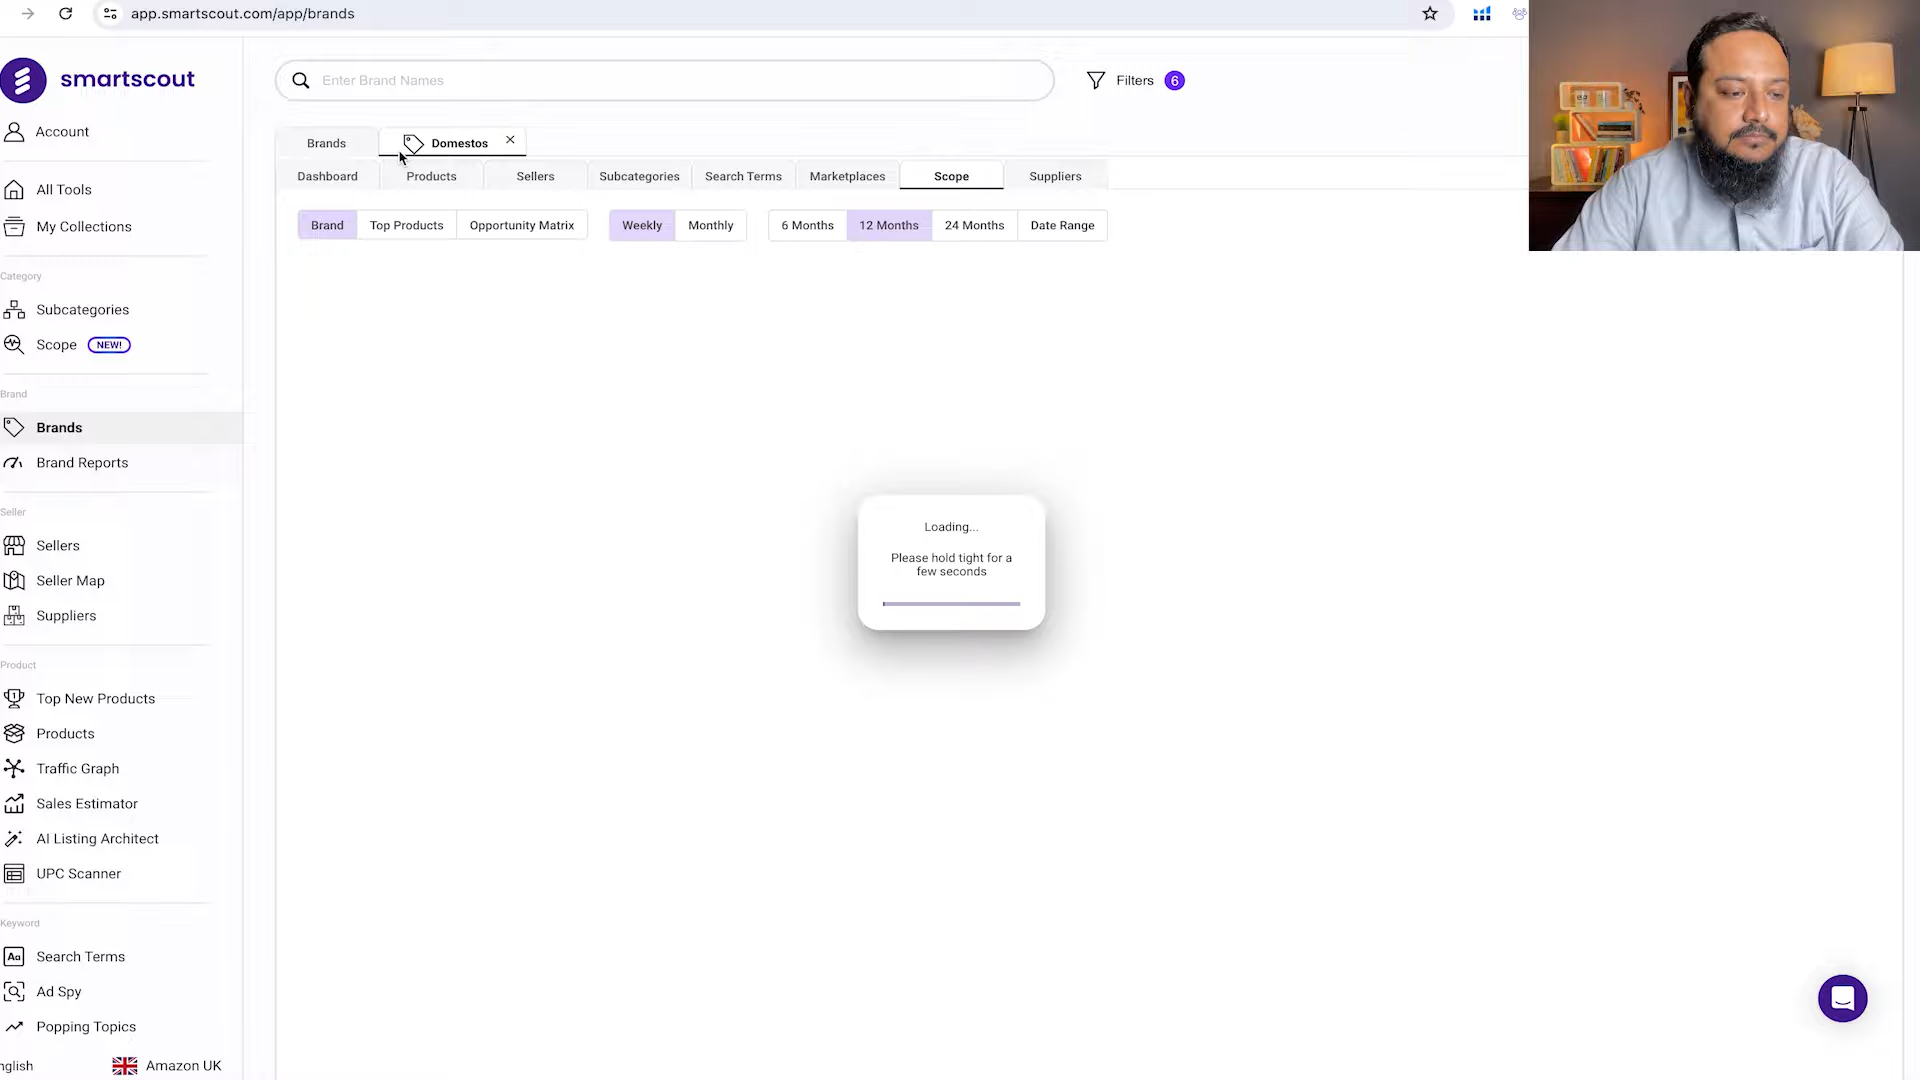 app.smartscout.com/app/brands
smartscout
Enter Brand Names
Filters 6
Account
Brands
Domestos
Dashboard
Products
Sellers
Subcategories
Search Terms
Marketplaces
Scope
Suppliers
All Tools
My Collections
Brand
Top Products
Opportunity Matrix
Weekly
Monthly
6 Months
12 Months
24 Months
Date Range
Category
Subcategories
Scope NEW!
Brand
Brands
Brand Reports
Seller
Sellers
Seller Map
Suppliers
Loading...
Please hold tight for a
few seconds
Product
Top New Products
Products
Traffic Graph
Sales Estimator
AI Listing Architect
UPC Scanner
Keyword
Aa Search Terms
Ad Spy
Popping Topics
nglish
Amazon UK